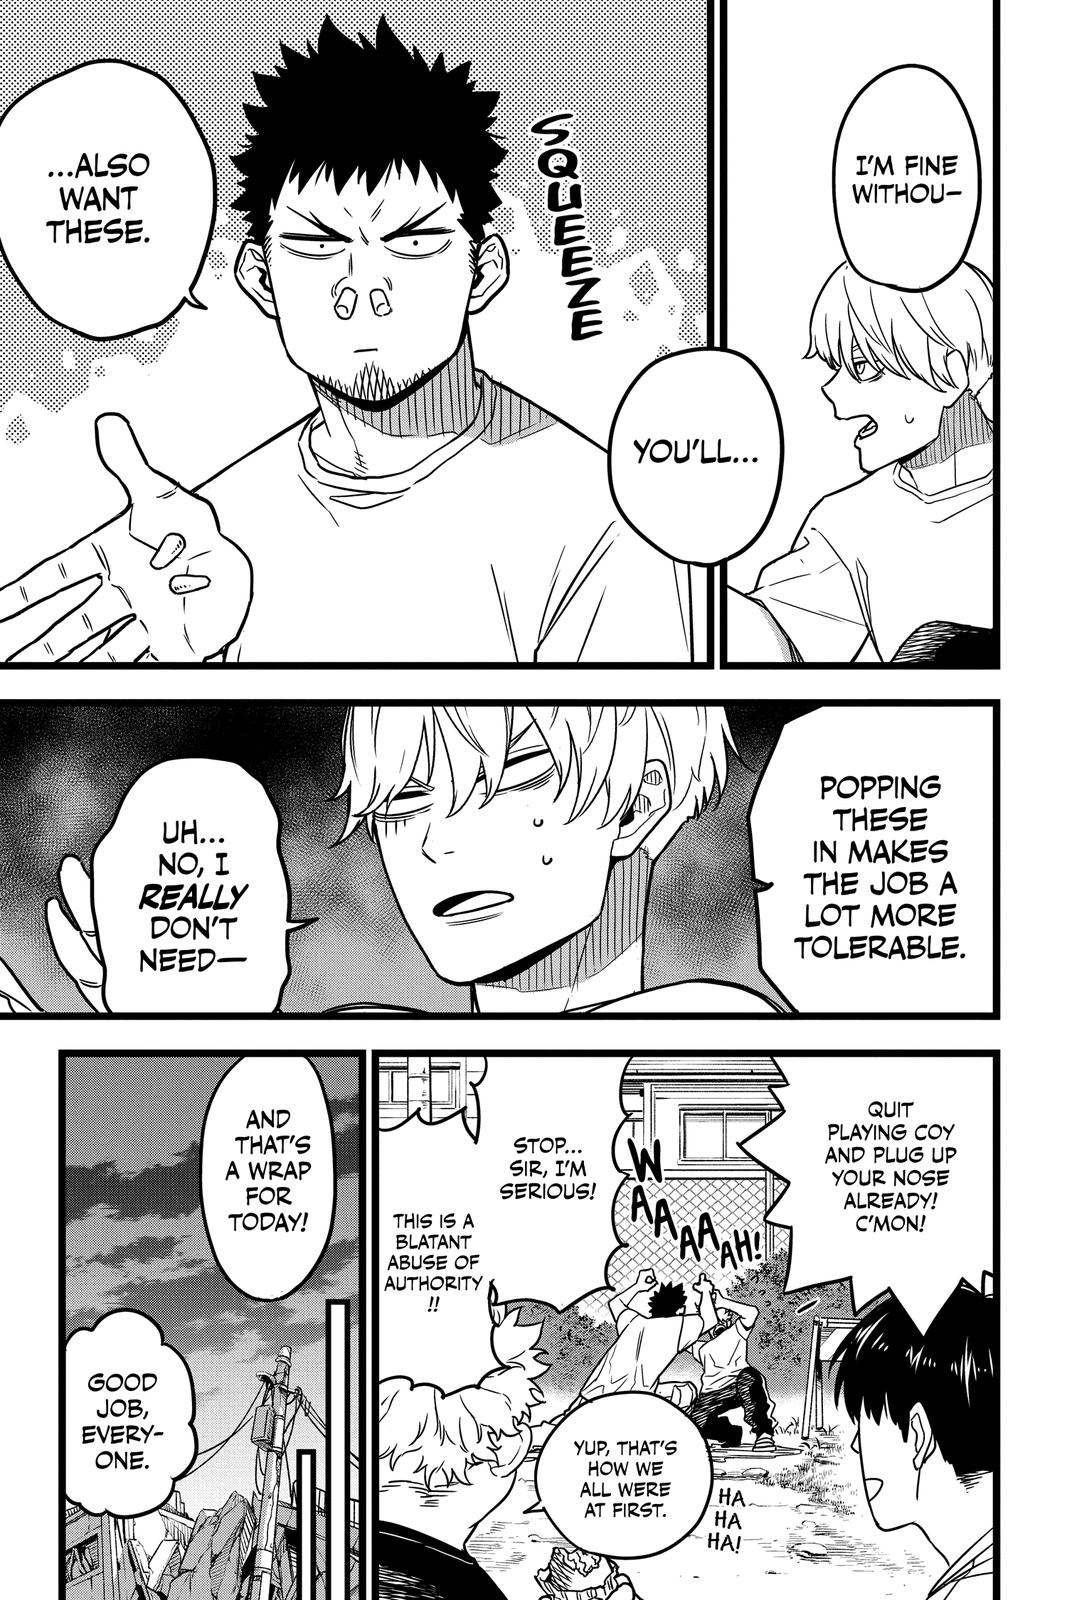 I'M FINE
WITHOU—
SQUEEZE
YOU'LL...
...ALSO
WANT
THESE.
POPPING
THESE
IN MAKES
THE JOB A
LOT MORE
TOLERABLE.
UH...
NO, I
REALLY
DON'T
NEED—
QUIT
PLAYING COY
AND PLUG UP
YOUR NOSE
ALREADY!
C'MON!
WAAAAAH!
STOP...
SIR, I'M
SERIOUS!
THIS IS A
BLATANT
ABUSE OF
AUTHORITY
!!
YUP, THAT'S
HOW WE
ALL WERE
AT FIRST.
HA
HA
HA!
AND
THAT'S
A WRAP
FOR
TODAY!
GOOD
JOB,
EVERY-
ONE.